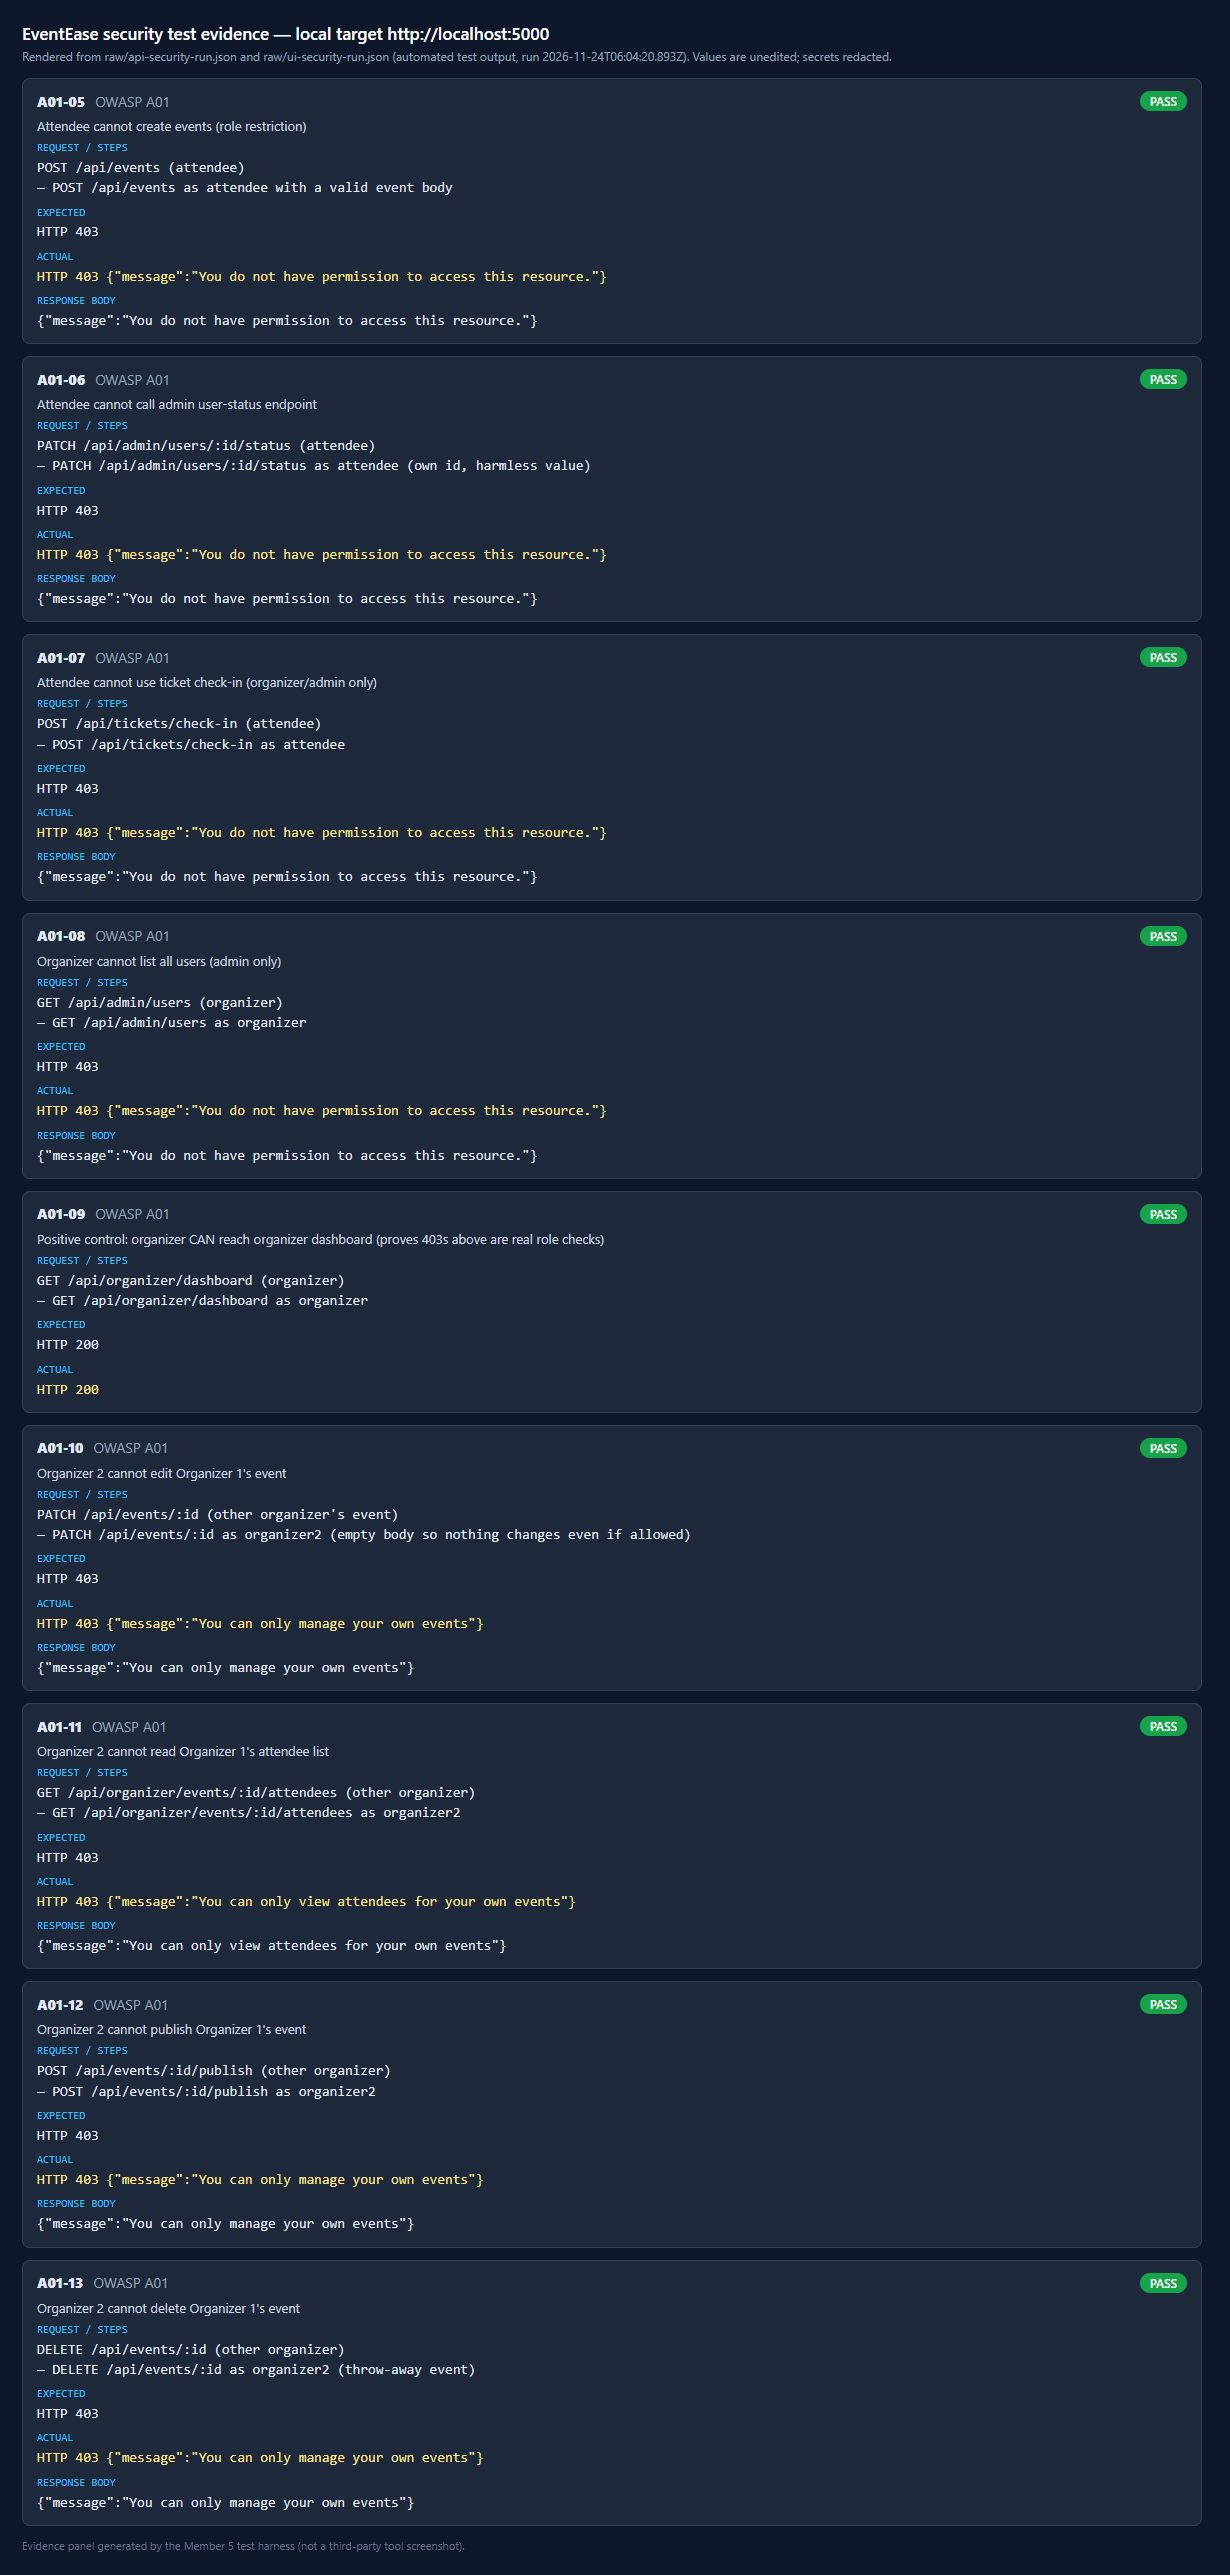 EventEase security test evidence — local target http://localhost:5000
Rendered from raw/api-security-run.json and raw/ui-security-run.json (automated test output, run 2026-11-24T06:04:20.893Z). Values are unedited; secrets redacted.
A01-05 OWASP A01 PASS
Attendee cannot create events (role restriction)
REQUEST / STEPS
POST /api/events (attendee)
— POST /api/events as attendee with a valid event body
EXPECTED
HTTP 403
ACTUAL
HTTP 403 {"message":"You do not have permission to access this resource."}
RESPONSE BODY
{"message":"You do not have permission to access this resource."}
A01-06 OWASP A01 PASS
Attendee cannot call admin user-status endpoint
REQUEST / STEPS
PATCH /api/admin/users/:id/status (attendee)
— PATCH /api/admin/users/:id/status as attendee (own id, harmless value)
EXPECTED
HTTP 403
ACTUAL
HTTP 403 {"message":"You do not have permission to access this resource."}
RESPONSE BODY
{"message":"You do not have permission to access this resource."}
A01-07 OWASP A01 PASS
Attendee cannot use ticket check-in (organizer/admin only)
REQUEST / STEPS
POST /api/tickets/check-in (attendee)
— POST /api/tickets/check-in as attendee
EXPECTED
HTTP 403
ACTUAL
HTTP 403 {"message":"You do not have permission to access this resource."}
RESPONSE BODY
{"message":"You do not have permission to access this resource."}
A01-08 OWASP A01 PASS
Organizer cannot list all users (admin only)
REQUEST / STEPS
GET /api/admin/users (organizer)
— GET /api/admin/users as organizer
EXPECTED
HTTP 403
ACTUAL
HTTP 403 {"message":"You do not have permission to access this resource."}
RESPONSE BODY
{"message":"You do not have permission to access this resource."}
A01-09 OWASP A01 PASS
Positive control: organizer CAN reach organizer dashboard (proves 403s above are real role checks)
REQUEST / STEPS
GET /api/organizer/dashboard (organizer)
— GET /api/organizer/dashboard as organizer
EXPECTED
HTTP 200
ACTUAL
HTTP 200
A01-10 OWASP A01 PASS
Organizer 2 cannot edit Organizer 1's event
REQUEST / STEPS
PATCH /api/events/:id (other organizer's event)
— PATCH /api/events/:id as organizer2 (empty body so nothing changes even if allowed)
EXPECTED
HTTP 403
ACTUAL
HTTP 403 {"message":"You can only manage your own events"}
RESPONSE BODY
{"message":"You can only manage your own events"}
A01-11 OWASP A01 PASS
Organizer 2 cannot read Organizer 1's attendee list
REQUEST / STEPS
GET /api/organizer/events/:id/attendees (other organizer)
— GET /api/organizer/events/:id/attendees as organizer2
EXPECTED
HTTP 403
ACTUAL
HTTP 403 {"message":"You can only view attendees for your own events"}
RESPONSE BODY
{"message":"You can only view attendees for your own events"}
A01-12 OWASP A01 PASS
Organizer 2 cannot publish Organizer 1's event
REQUEST / STEPS
POST /api/events/:id/publish (other organizer)
— POST /api/events/:id/publish as organizer2
EXPECTED
HTTP 403
ACTUAL
HTTP 403 {"message":"You can only manage your own events"}
RESPONSE BODY
{"message":"You can only manage your own events"}
A01-13 OWASP A01 PASS
Organizer 2 cannot delete Organizer 1's event
REQUEST / STEPS
DELETE /api/events/:id (other organizer)
— DELETE /api/events/:id as organizer2 (throw-away event)
EXPECTED
HTTP 403
ACTUAL
HTTP 403 {"message":"You can only manage your own events"}
RESPONSE BODY
{"message":"You can only manage your own events"}
Evidence panel generated by the Member 5 test harness (not a third-party tool screenshot).